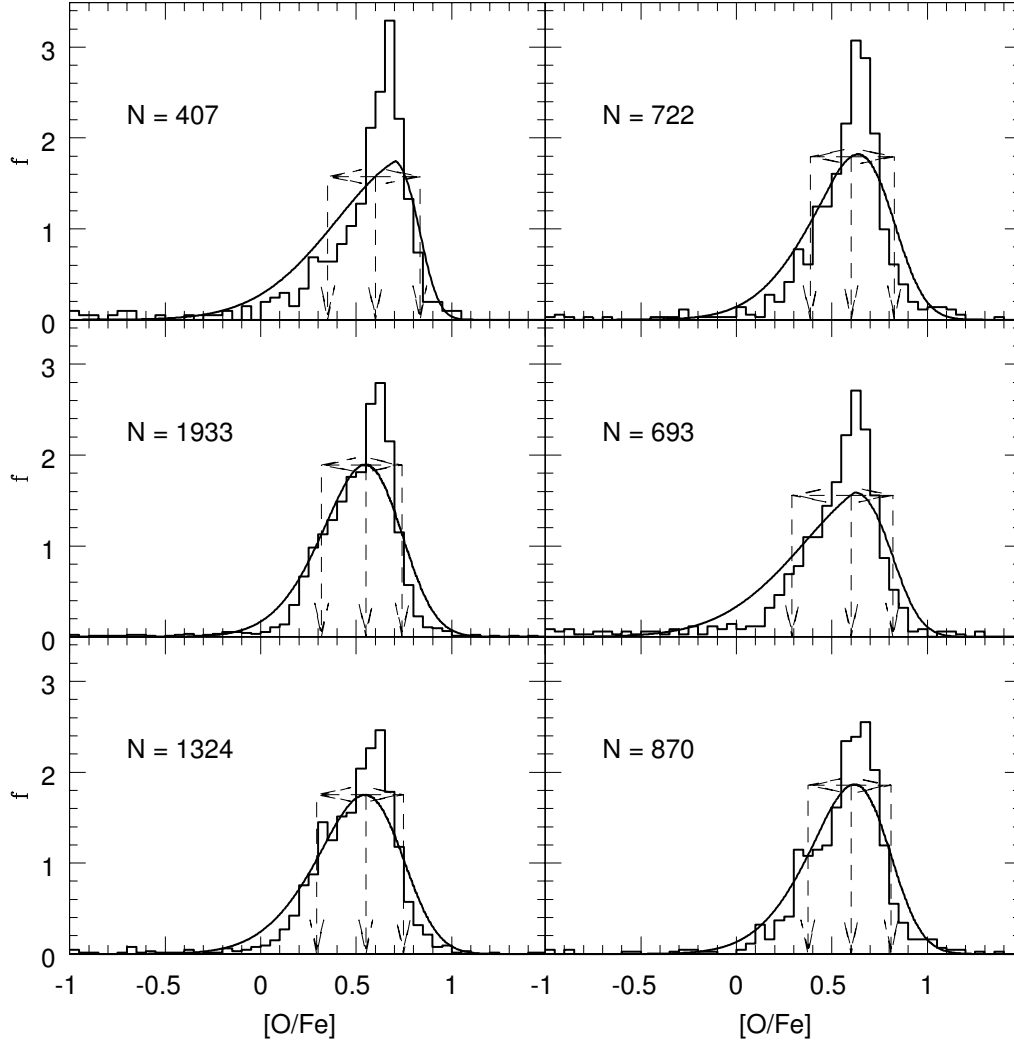 3
2
1
0
f
N = 407
N = 722
3
2
1
0
f
N = 1933
N = 693
3
2
1
0
f
N = 1324
N = 870
-1 -0.5 0 0.5 1 -1 -0.5 0 0.5 1
[O/Fe] [O/Fe]